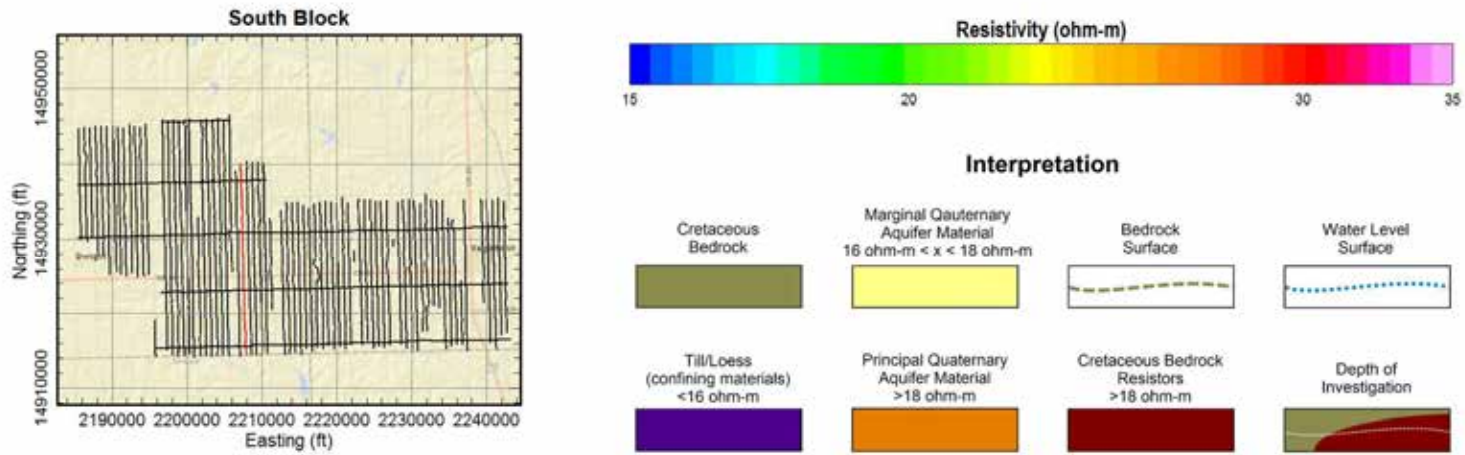 South Block
14950000
14930000
14910000
Northing (ft)
2190000 2200000 2210000 2220000 2230000 2240000
Easting (ft)
Resistivity (ohm-m)
15 20 30 35
Interpretation
Cretaceous
Bedrock
Marginal Qauternary
Aquifer Material
16 ohm-m < x < 18 ohm-m
Bedrock
Surface
Water Level
Surface
Till/Loess
(confining materials)
<16 ohm-m
Principal Quaternary
Aquifer Material
>18 ohm-m
Cretaceous Bedrock
Resistors
>18 ohm-m
Depth of
Investigation